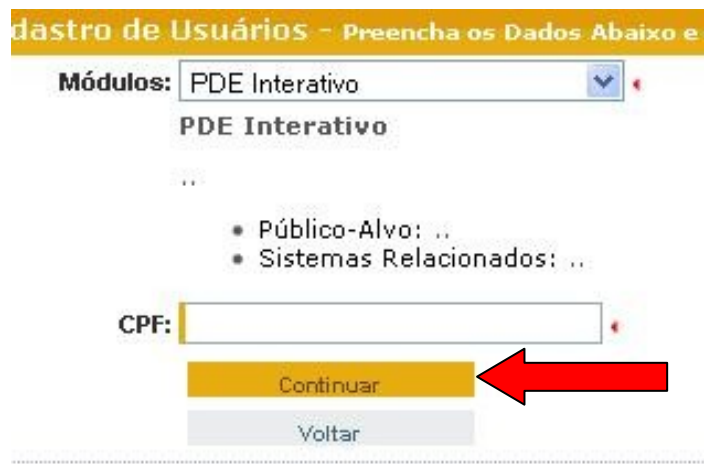 dastro de Usuários - Preencha os Dados Abaixo e
Módulos: PDE Interativo
PDE Interativo
..
• Público-Alvo: ..
• Sistemas Relacionados: ..
CPF:
Continuar
Voltar